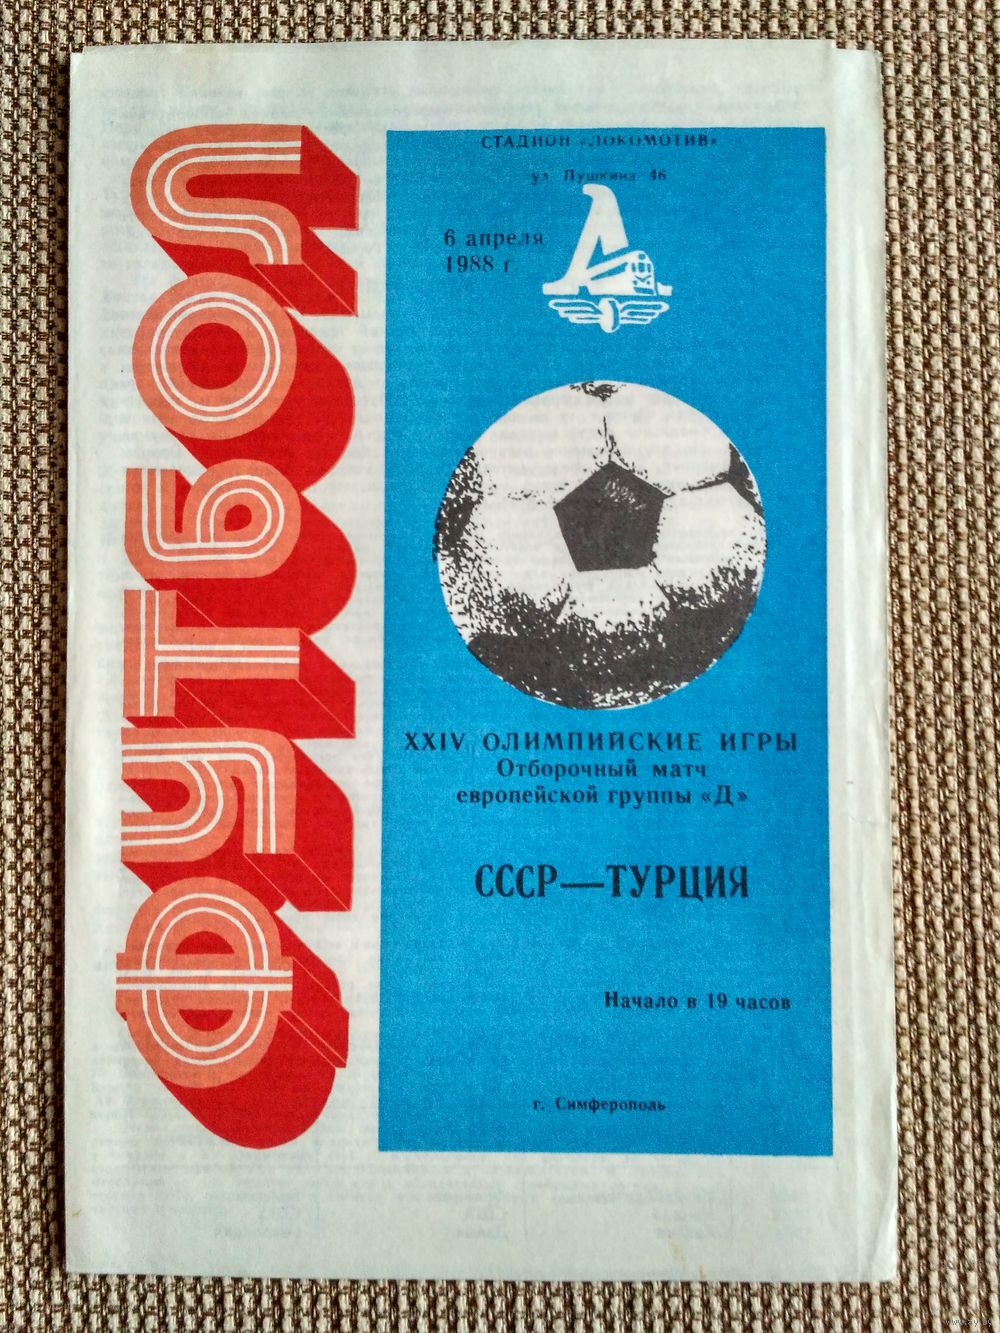 ФУТБОЛ
СТАДИОН «ЛОКОМОТИВ»
ул Пушкина 46
6 апреля
1988 г
XXIV ОЛИМПИЙСКИЕ ИГРЫ
Отборочный матч
европейской группы «Д»
СССР—ТУРЦИЯ
Начало в 19 часов
г. Симферополь